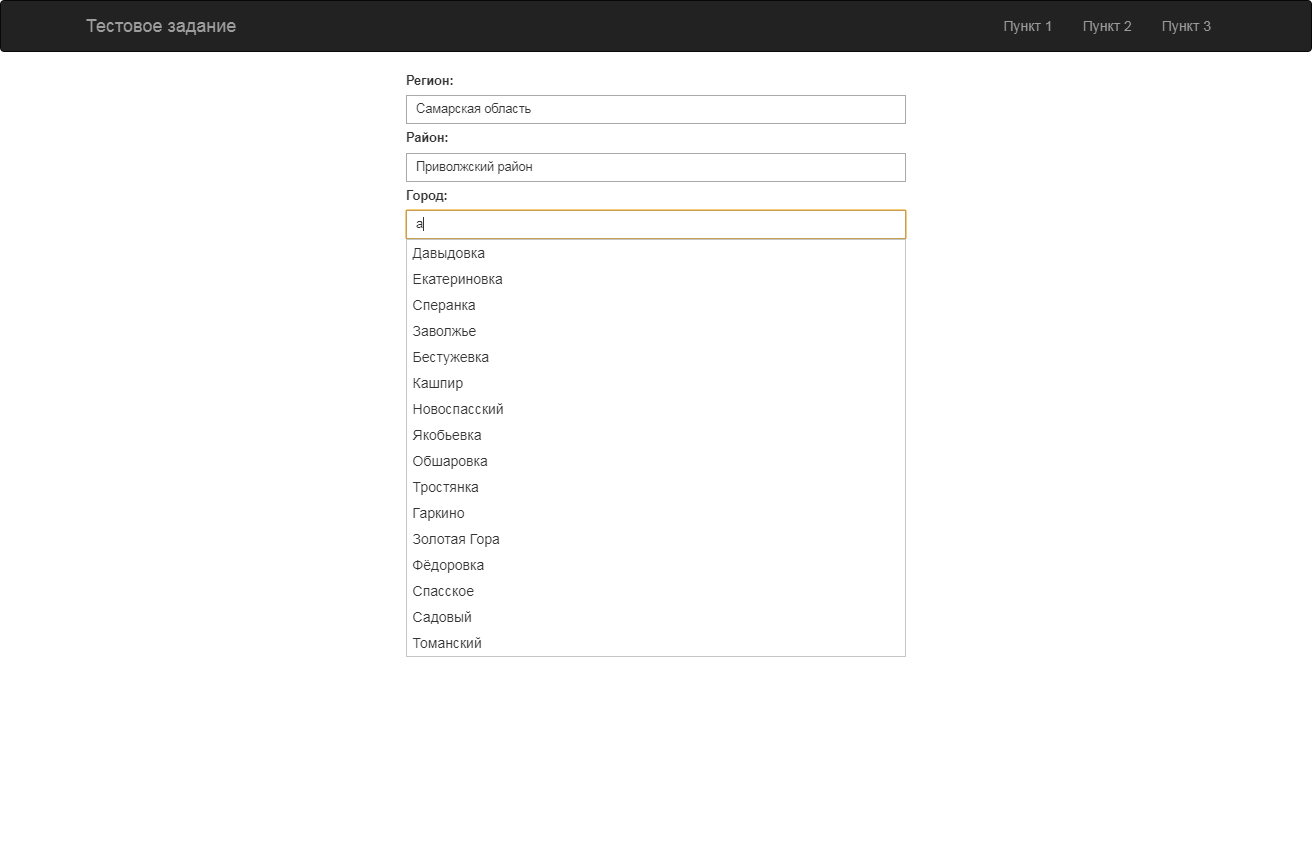 Тестовое задание Пункт 1 Пункт 2 Пункт 3
Регион:
Самарская область
Район:
Приволжский район
Город:
а
Давыдовка
Екатериновка
Сперанка
Заволжье
Бестужевка
Кашпир
Новоспасский
Якобьевка
Обшаровка
Тростянка
Гаркино
Золотая Гора
Фёдоровка
Спасское
Садовый
Томанский